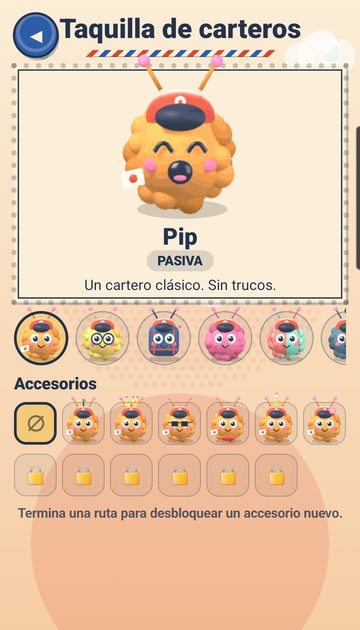 Taquilla de carteros
Pip
PASIVA
Un cartero clásico. Sin trucos.
Accesorios
Termina una ruta para desbloquear un accesorio nuevo.